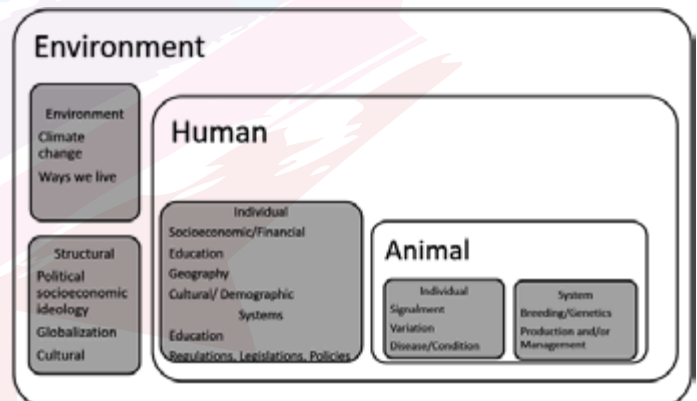 Environment
Environment
Climate
change
Ways we live
Structural
Political
socioeconomic
ideology
Globalization
Cultural
Human
Individual
Socioeconomic/Financial
Education
Geography
Cultural/ Demographic
Systems
Education
Regulations, Legislations, Policies
Animal
Individual
Signalment
Variation
Disease/Condition
System
Breeding/Genetics
Production and/or
Management